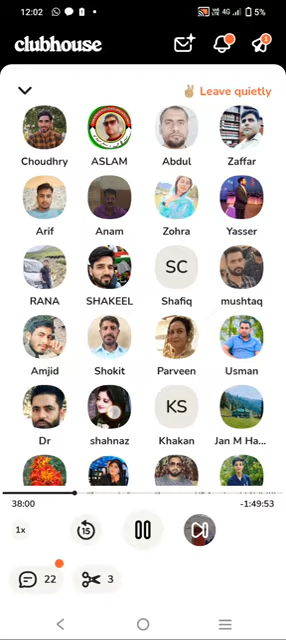 12:02
4G
5%
clubhouse
1
✌🏽 Leave quietly
Choudhry ASLAM Abdul Zaffar
Arif Anam Zohra Yasser
SC
RANA SHAKEEL Shafiq mushtaq
Amjid Shokit Parveen Usman
KS
Dr shahnaz Khakan Jan M Ha...
38:00 -1:49:53
1x 15
22 3